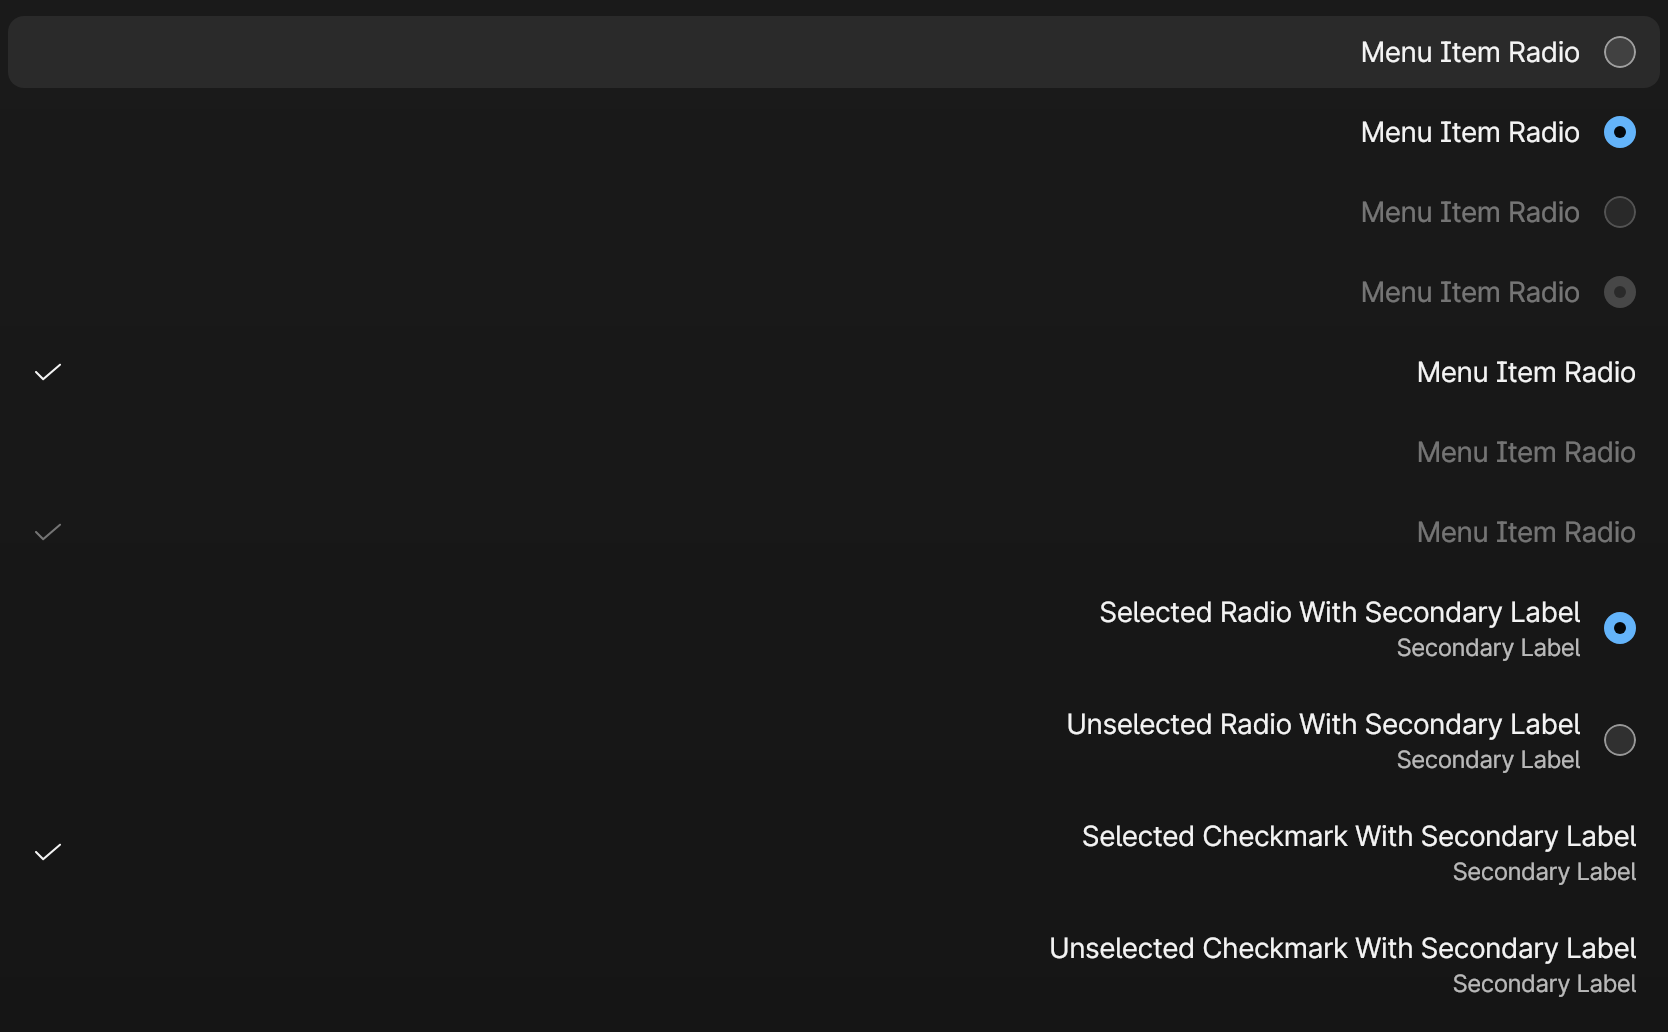 Menu Item Radio
Menu Item Radio
Menu Item Radio
Menu Item Radio
Menu Item Radio
Menu Item Radio
Menu Item Radio
Selected Radio With Secondary Label
Secondary Label
Unselected Radio With Secondary Label
Secondary Label
Selected Checkmark With Secondary Label
Secondary Label
Unselected Checkmark With Secondary Label
Secondary Label